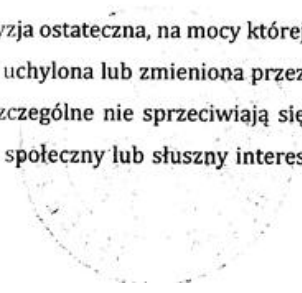 yzja ostateczna, na mocy której
uchylona lub zmieniona przez
zczególne nie sprzeciwiają się
społeczny lub słuszny interes